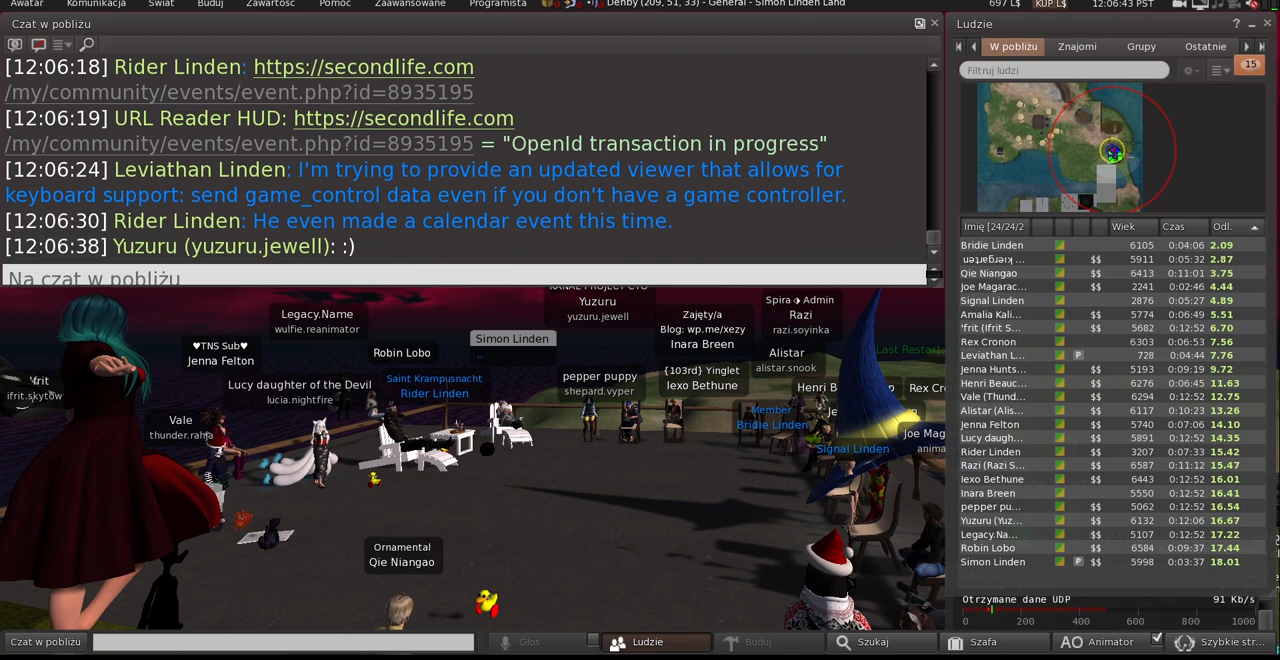 Awatar Komunikacja Świat Buduj Zawartość Pomoc Zaawansowane Programista Denby (209, 51, 33) - General - Simon Linden Land 697 L$ KUP L$ 12:06:43 PST
Czat w pobliżu
[12:06:18] Rider Linden: https://secondlife.com
/my/community/events/event.php?id=8935195
[12:06:19] URL Reader HUD: https://secondlife.com
/my/community/events/event.php?id=8935195 = "OpenId transaction in progress"
[12:06:24] Leviathan Linden: I'm trying to provide an updated viewer that allows for
keyboard support: send game_control data even if you don't have a game controller.
[12:06:30] Rider Linden: He even made a calendar event this time.
[12:06:38] Yuzuru (yuzuru.jewell): :)
Na czat w pobliżu
Legacy.Name
wulfie.reanimator
♥TNS Sub♥
Jenna Felton
Robin Lobo
Simon Linden
..
Yuzuru
yuzuru.jewell
Zajęty/a
Blog: wp.me/xezy
Inara Breen
Spira Admin
Razi
razi.soyinka
Alistar
alistar.snook
Last Restart
'frit
ifrit.skytow
Lucy daughter of the Devil
lucia.nightfire
Saint Krampusnacht
Rider Linden
pepper puppy
shepard.vyper
{103rd} Yinglet
Iexo Bethune
Henri B
Rex Cro
Vale
thunder.rahja
Member
Bridie Linden
Signal Linden
Joe Mag
anima
Ornamental
Qie Niangao
Ludzie
? _ ×
W pobliżu Znajomi Grupy Ostatnie
Filtruj ludzi
15
Imię [24/24/2 Wiek Czas Odl.
Bridie Linden 6105 0:04:06 2.09
... $$ 5911 0:05:32 2.87
Qie Niangao 6413 0:11:01 3.75
Joe Magarac... $$ 2241 0:02:46 4.44
Signal Linden 2876 0:05:27 4.89
Amalia Kali... $$ 5774 0:06:49 5.51
'frit (Ifrit S... $$ 5682 0:12:52 6.70
Rex Cronon 6303 0:06:53 7.56
Leviathan L... P 728 0:04:44 7.76
Jenna Hunts... $$ 5193 0:09:19 9.72
Henri Beauc... $$ 6276 0:06:45 11.63
Vale (Thund... $$ 6294 0:12:52 12.75
Alistar (Alis... $$ 6117 0:10:23 13.26
Jenna Felton $$ 5740 0:07:06 14.10
Lucy daugh... $$ 5891 0:12:52 14.35
Rider Linden $$ 3207 0:07:33 15.42
Razi (Razi S... $$ 6587 0:11:12 15.47
Iexo Bethune $$ 6443 0:12:52 16.01
Inara Breen 5550 0:12:52 16.41
pepper pu... $$ 5062 0:12:52 16.54
Yuzuru (Yuz... $$ 6132 0:12:06 16.67
Legacy.Na... $$ 5107 0:12:52 17.22
Robin Lobo $$ 6584 0:09:37 17.44
Simon Linden P $$ 5998 0:03:37 18.01
Otrzymane dane UDP 91 Kb/s
0 200 400 600 800 1000
Czat w pobliżu Głos Ludzie Buduj Szukaj Szafa AO Animator Szybkie str...